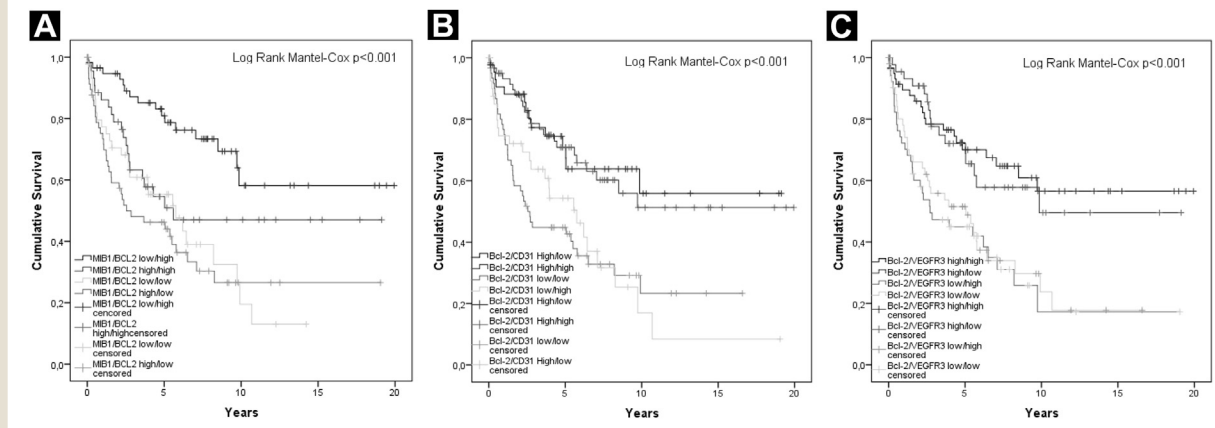 A
Log Rank Mantel-Cox p<0.001
Cumulative Survival
1,0
0,8
0,6
0,4
0,2
0,0
MIB1/BCL2 low/high
MIB1/BCL2 high/high
MIB1/BCL2 low/low
MIB1/BCL2 high/low
MIB1/BCL2 low/high
cencored
MIB1/BCL2
high/highcensored
MIB1/BCL2 low/low
censored
MIB1/BCL2 high/low
censored
0 5 10 15 20
Years
B
Log Rank Mantel-Cox p<0.001
Cumulative Survival
1,0
0,8
0,6
0,4
0,2
0,0
Bcl-2/CD31 High/low
Bcl-2/CD31 High/high
Bcl-2/CD31 low/low
Bcl-2/CD31 low/high
Bcl-2/CD31 High/low
censored
Bcl-2/CD31 High/high
censored
Bcl-2/CD31 low/low
censored
Bcl-2/CD31 High/low
censored
0 5 10 15 20
Years
C
Log Rank Mantel-Cox p<0.001
Cumulative Survival
1,0
0,8
0,6
0,4
0,2
0,0
Bcl-2/VEGFR3 high/high
Bcl-2/VEGFR3 high/low
Bcl-2/VEGFR3 low/high
Bcl-2/VEGFR3 low/low
Bcl-2/VEGFR3 high/high
censored
Bcl-2/VEGFR3 high/low
censored
Bcl-2/VEGFR3 low/high
censored
Bcl-2/VEGFR3 low/low
censored
0 5 10 15 20
Years